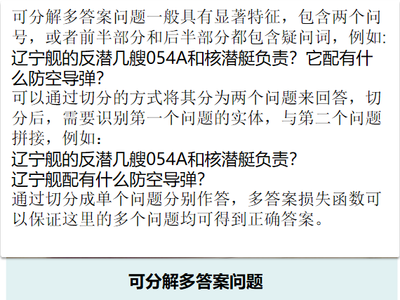 可分解多答案问题一般具有显著特征，包含两个问
号，或者前半部分和后半部分都包含疑问词，例如:
辽宁舰的反潜几艘054A和核潜艇负责？它配有什
么防空导弹?
可以通过切分的方式将其分为两个问题来回答，切
分后，需要识别第一个问题的实体，与第二个问题
拼接，例如：
辽宁舰的反潜几艘054A和核潜艇负责?
辽宁舰配有什么防空导弹?
通过切分成单个问题分别作答，多答案损失函数可
以保证这里的多个问题均可得到正确答案。
可分解多答案问题